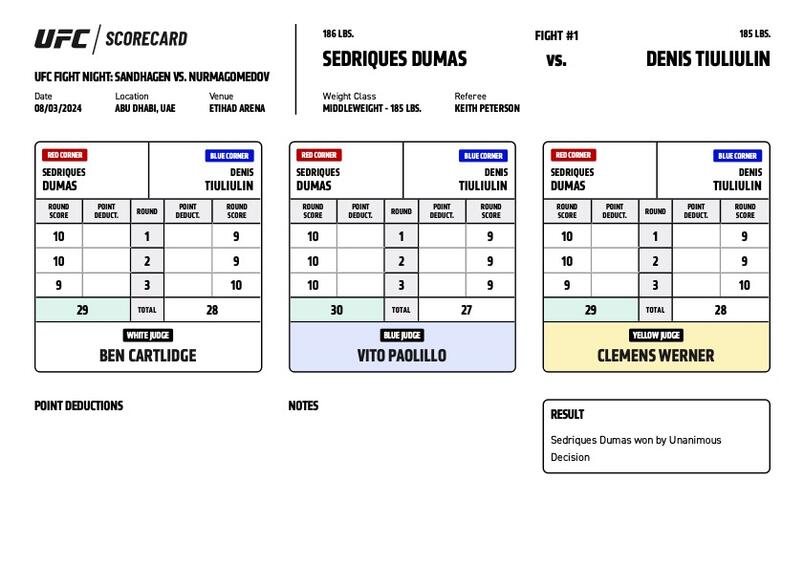 UFC / SCORECARD
UFC FIGHT NIGHT: SANDHAGEN VS. NURMAGOMEDOV
Date Location Venue
08/03/2024 ABU DHABI, UAE ETIHAD ARENA
186 LBS. FIGHT #1 185 LBS.
SEDRIQUES DUMAS vs. DENIS TIULIULIN
Weight Class Referee
MIDDLEWEIGHT - 185 LBS. KEITH PETERSON
RED CORNER BLUE CORNER
SEDRIQUES DENIS
DUMAS TIULIULIN
ROUND POINT ROUND POINT ROUND
SCORE DEDUCT. DEDUCT. SCORE
10 1 9
10 2 9
9 3 10
29 TOTAL 28
WHITE JUDGE
BEN CARTLIDGE
RED CORNER BLUE CORNER
SEDRIQUES DENIS
DUMAS TIULIULIN
ROUND POINT ROUND POINT ROUND
SCORE DEDUCT. DEDUCT. SCORE
10 1 9
10 2 9
10 3 9
30 TOTAL 27
BLUE JUDGE
VITO PAOLILLO
RED CORNER BLUE CORNER
SEDRIQUES DENIS
DUMAS TIULIULIN
ROUND POINT ROUND POINT ROUND
SCORE DEDUCT. DEDUCT. SCORE
10 1 9
10 2 9
9 3 10
29 TOTAL 28
YELLOW JUDGE
CLEMENS WERNER
POINT DEDUCTIONS
NOTES
RESULT
Sedriques Dumas won by Unanimous
Decision